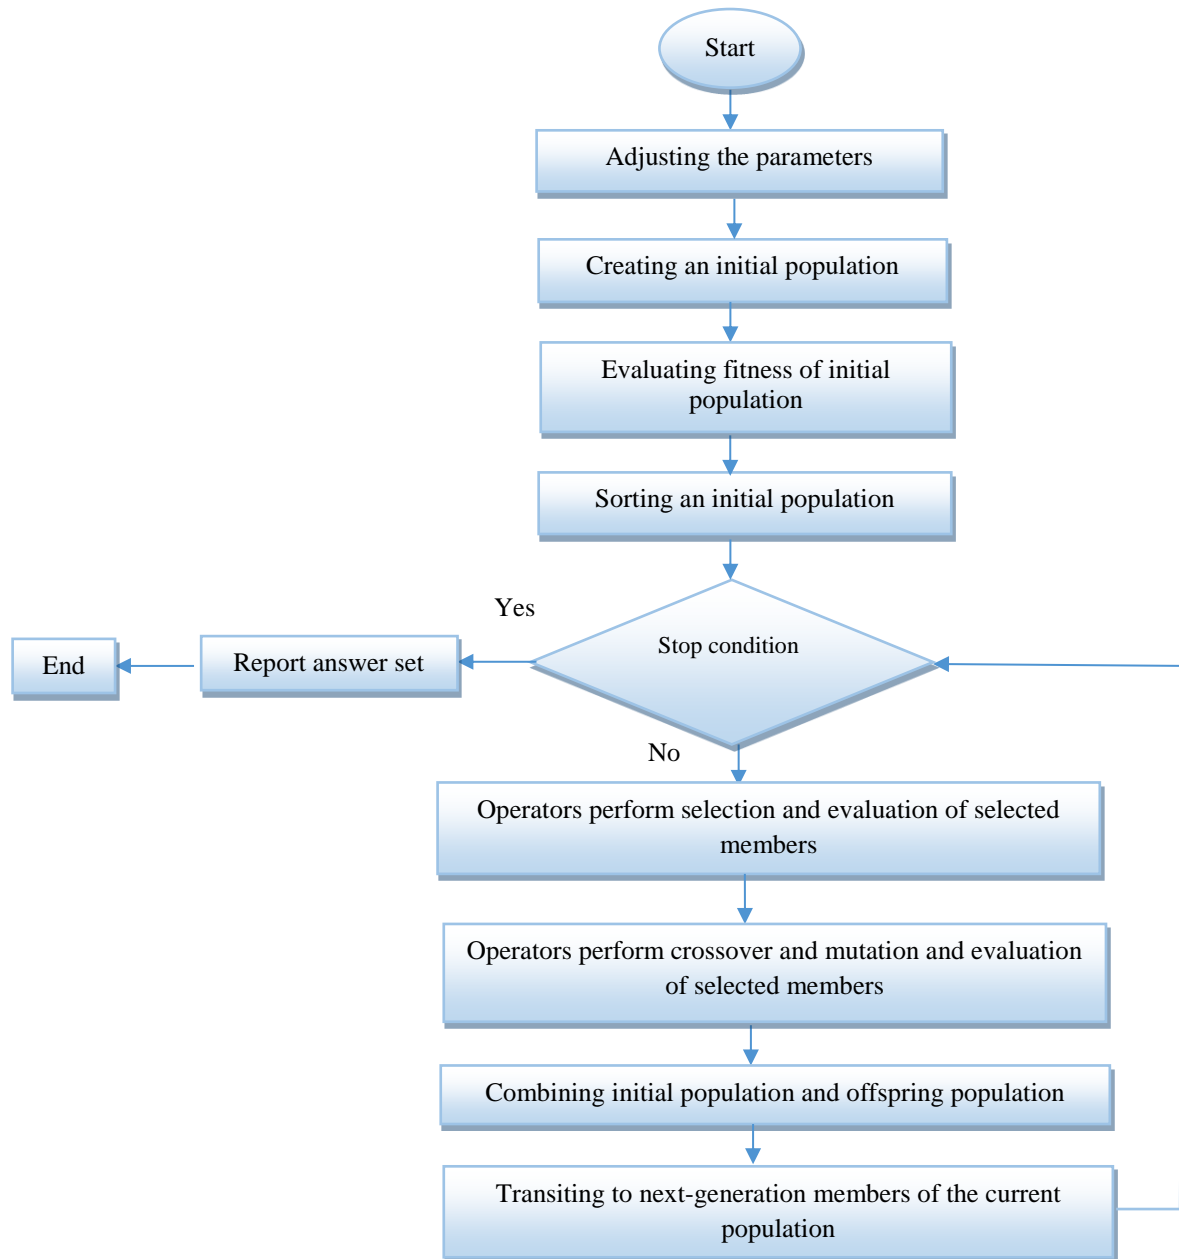 Start
Adjusting the parameters
Creating an initial population
Evaluating fitness of initial
population
Sorting an initial population
Yes
Stop condition
End
Report answer set
No
Operators perform selection and evaluation of selected
members
Operators perform crossover and mutation and evaluation
of selected members
Combining initial population and offspring population
Transiting to next-generation members of the current
population